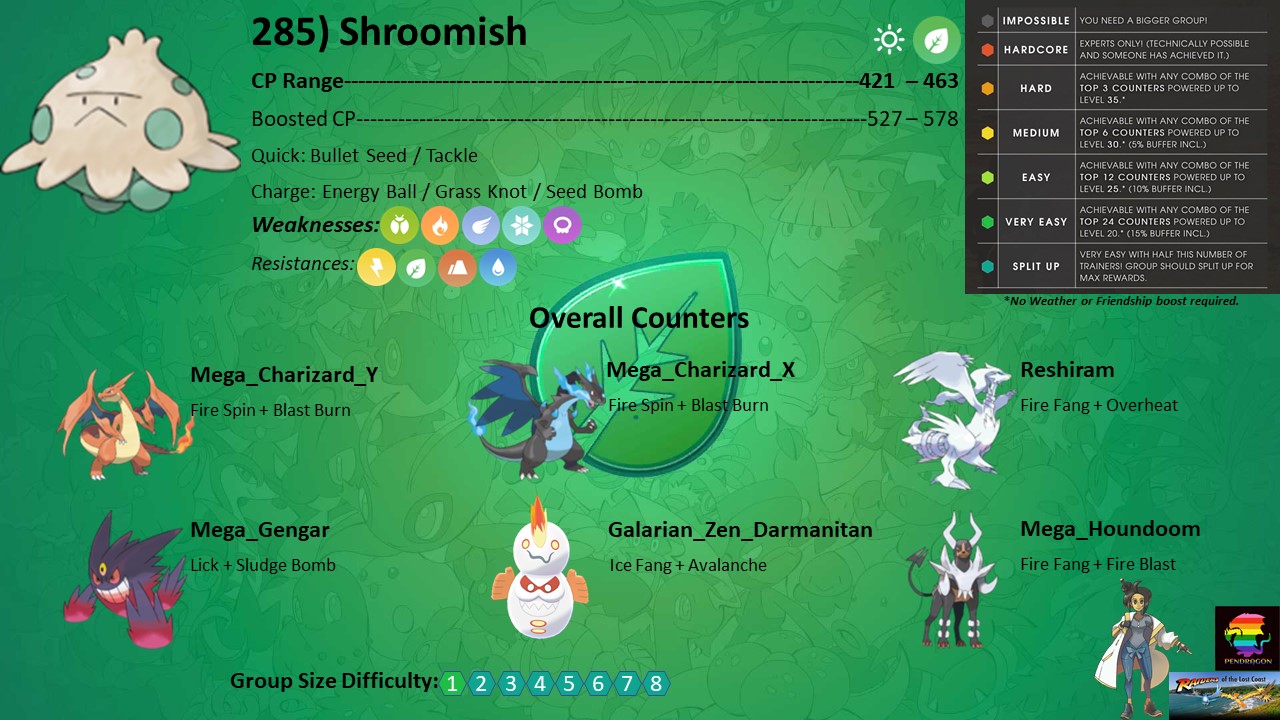 285) Shroomish
CP Range-----------------------------------------------------------------------421 – 463
Boosted CP-----------------------------------------------------------------------527 – 578
Quick: Bullet Seed / Tackle
Charge: Energy Ball / Grass Knot / Seed Bomb
Weaknesses:
Resistances:
IMPOSSIBLE YOU NEED A BIGGER GROUP!
HARDCORE EXPERTS ONLY! (TECHNICALLY POSSIBLE
AND SOMEONE HAS ACHIEVED IT.)
HARD ACHIEVABLE WITH ANY COMBO OF THE
TOP 3 COUNTERS POWERED UP TO
LEVEL 35.*
MEDIUM ACHIEVABLE WITH ANY COMBO OF THE
TOP 6 COUNTERS POWERED UP TO
LEVEL 30.* (5% BUFFER INCL.)
EASY ACHIEVABLE WITH ANY COMBO OF THE
TOP 12 COUNTERS POWERED UP TO
LEVEL 25.* (10% BUFFER INCL.)
VERY EASY ACHIEVABLE WITH ANY COMBO OF THE
TOP 24 COUNTERS POWERED UP TO
LEVEL 20.* (15% BUFFER INCL.)
SPLIT UP VERY EASY WITH HALF THIS NUMBER OF
TRAINERS! GROUP SHOULD SPLIT UP FOR
MAX REWARDS.
*No Weather or Friendship boost required.
Overall Counters
Mega_Charizard_Y
Fire Spin + Blast Burn
Mega_Charizard_X
Fire Spin + Blast Burn
Reshiram
Fire Fang + Overheat
Mega_Gengar
Lick + Sludge Bomb
Galarian_Zen_Darmanitan
Ice Fang + Avalanche
Mega_Houndoom
Fire Fang + Fire Blast
Group Size Difficulty: 1 2 3 4 5 6 7 8
PENDRAGON
RAIDERS of the Lost Coast